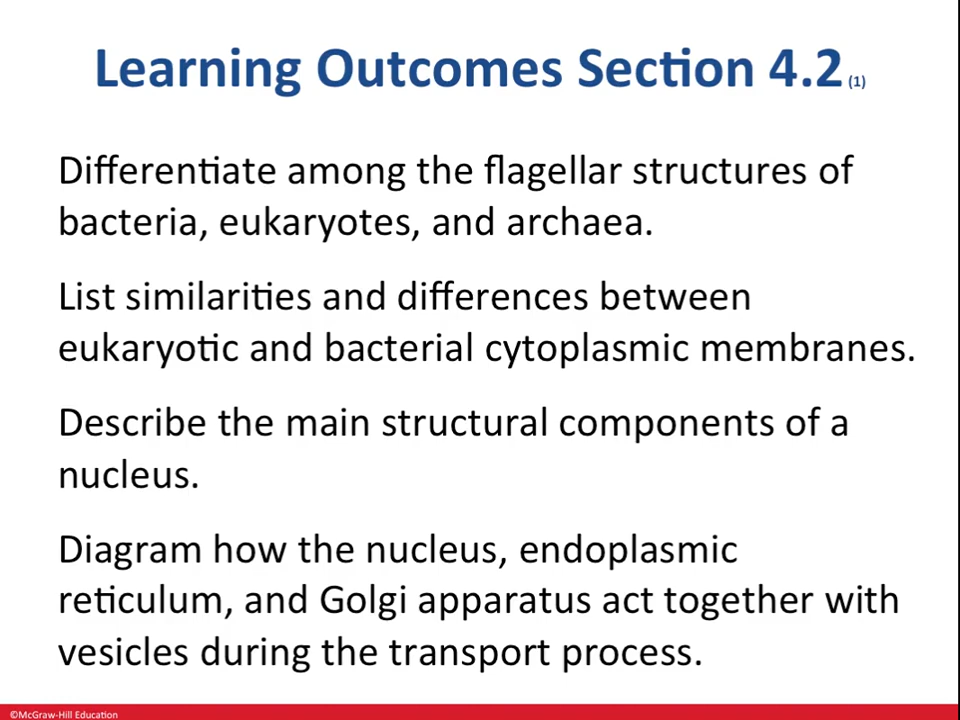 Learning Outcomes Section 4.2 (1)
Differentiate among the flagellar structures of
bacteria, eukaryotes, and archaea.
List similarities and differences between
eukaryotic and bacterial cytoplasmic membranes.
Describe the main structural components of a
nucleus.
Diagram how the nucleus, endoplasmic
reticulum, and Golgi apparatus act together with
vesicles during the transport process.
©McGraw-Hill Education